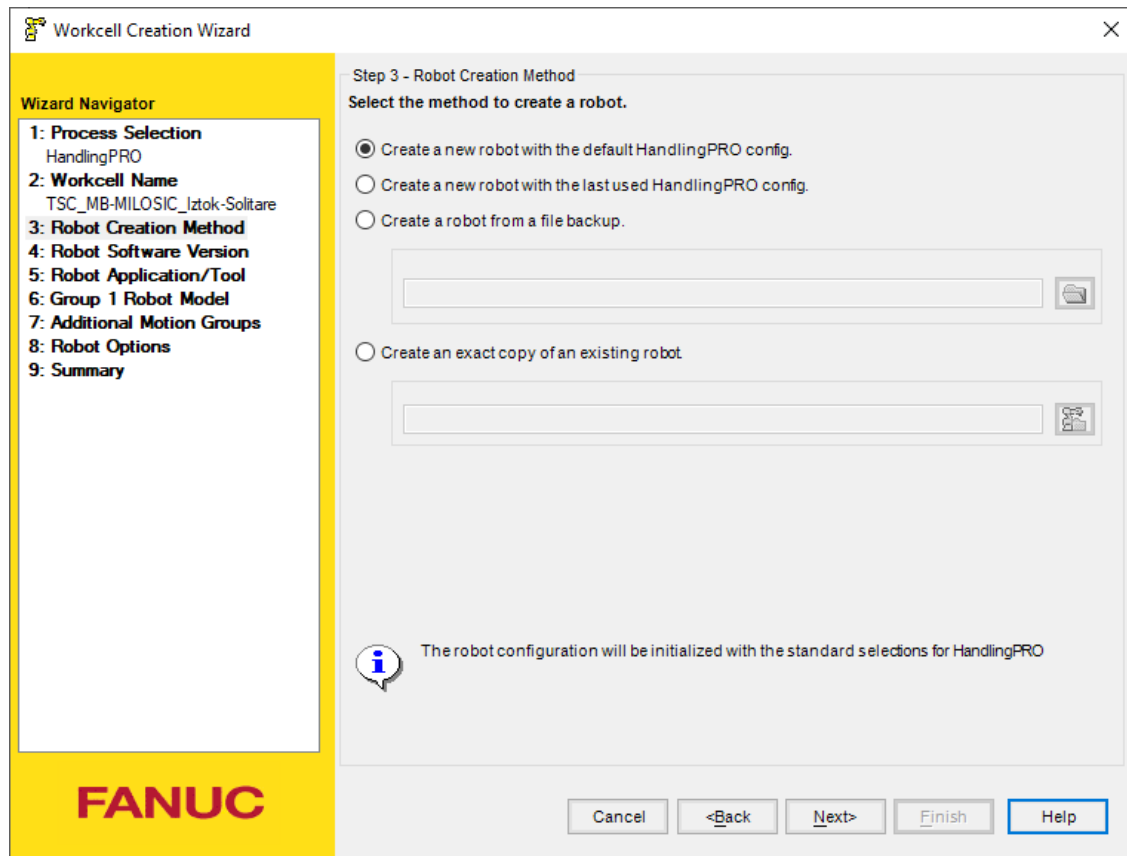 Workcell Creation Wizard
Wizard Navigator
1: Process Selection
HandlingPRO
2: Workcell Name
TSC_MB-MILOSIC_Iztok-Solitare
3: Robot Creation Method
4: Robot Software Version
5: Robot Application/Tool
6: Group 1 Robot Model
7: Additional Motion Groups
8: Robot Options
9: Summary
FANUC
Step 3 - Robot Creation Method
Select the method to create a robot.
Create a new robot with the default HandlingPRO config.
Create a new robot with the last used HandlingPRO config.
Create a robot from a file backup.
Create an exact copy of an existing robot.
The robot configuration will be initialized with the standard selections for HandlingPRO
Cancel
<Back
Next>
Finish
Help